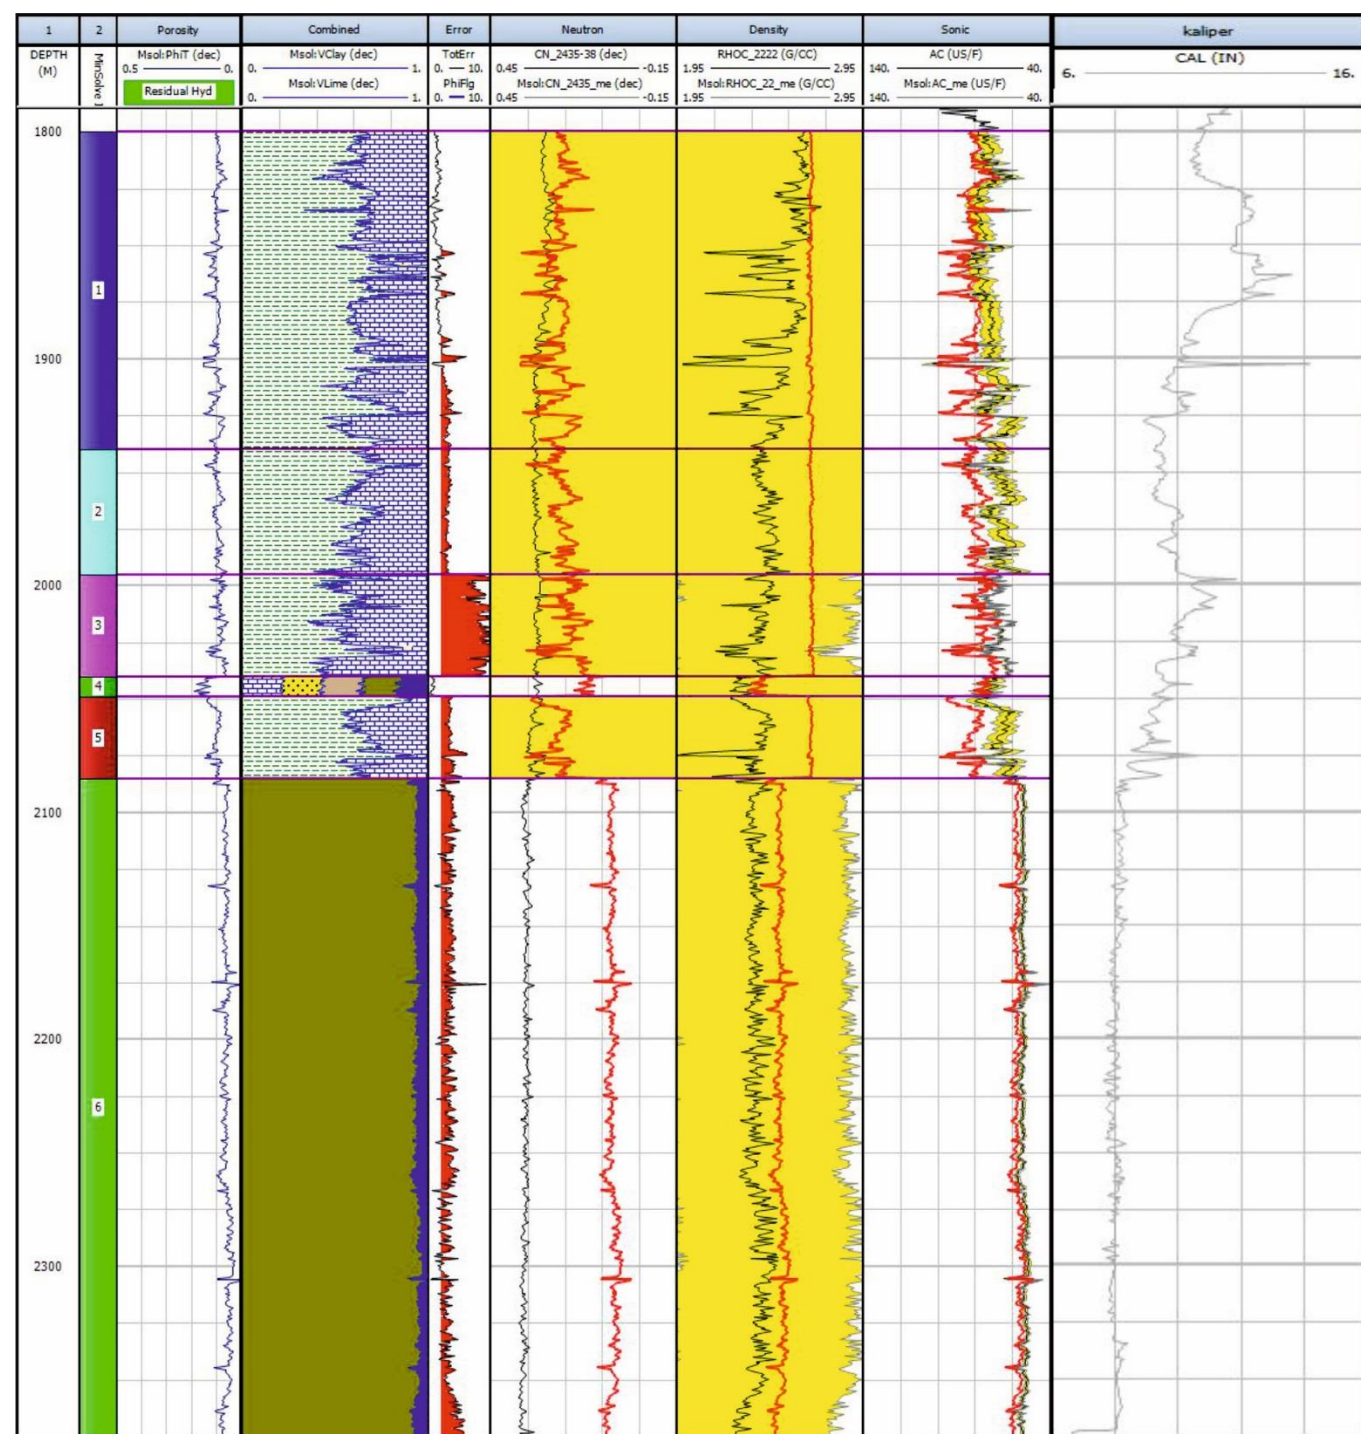 1 2 Porosity Combined Error Neutron Density Sonic kaliper
DEPTH (M)
MinSolve
Msol:PhiT (dec)
0.5 0.
Residual Hyd
Msol:VClay (dec)
0. 1.
Msol:VLime (dec)
0. 1.
TotErr
0. 10.
PhiFlg
0. 10.
CN_2435-38 (dec)
0.45 -0.15
Msol:CN_2435_me (dec)
0.45 -0.15
RHOC_2222 (G/CC)
1.95 2.95
Msol:RHOC_22_me (G/CC)
1.95 2.95
AC (US/F)
140. 40.
Msol:AC_me (US/F)
140. 40.
CAL (IN)
6. 16.
1800
1
1900
2
2000
3
4
5
2100
2200
6
2300